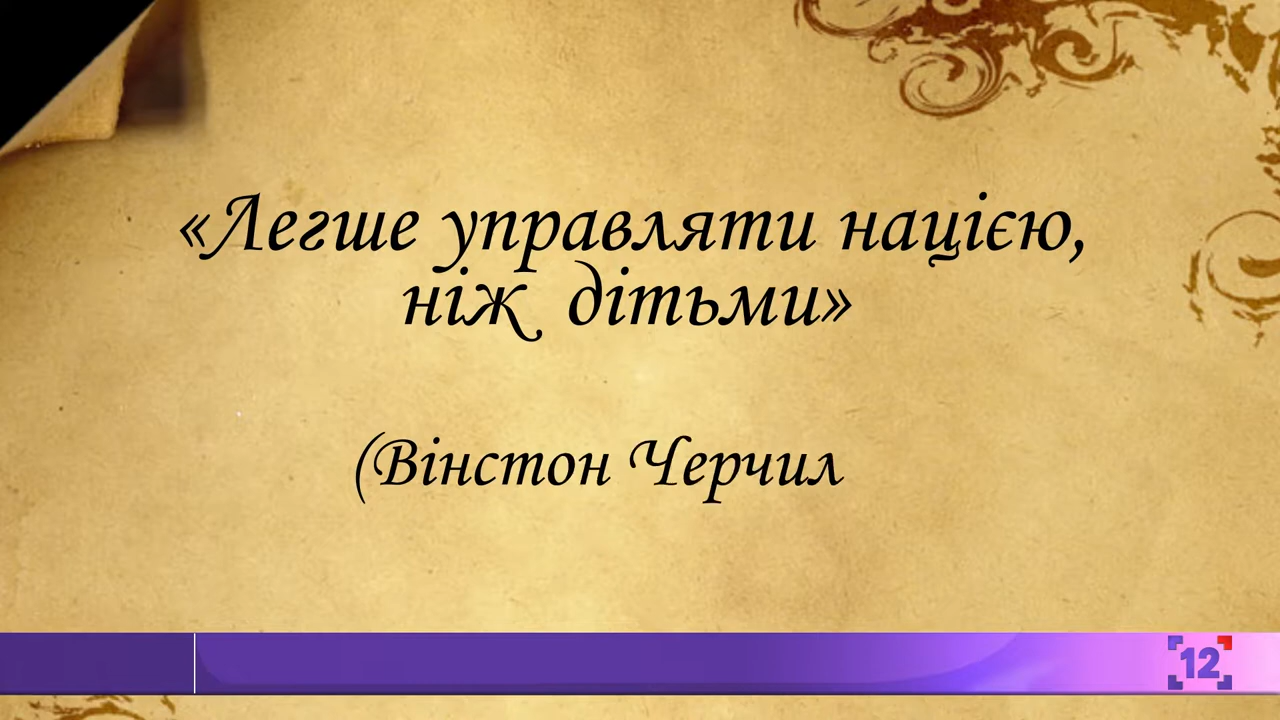 «Легше управляти нацією,
ніж дітьми»
(Вінстон Черчил
12